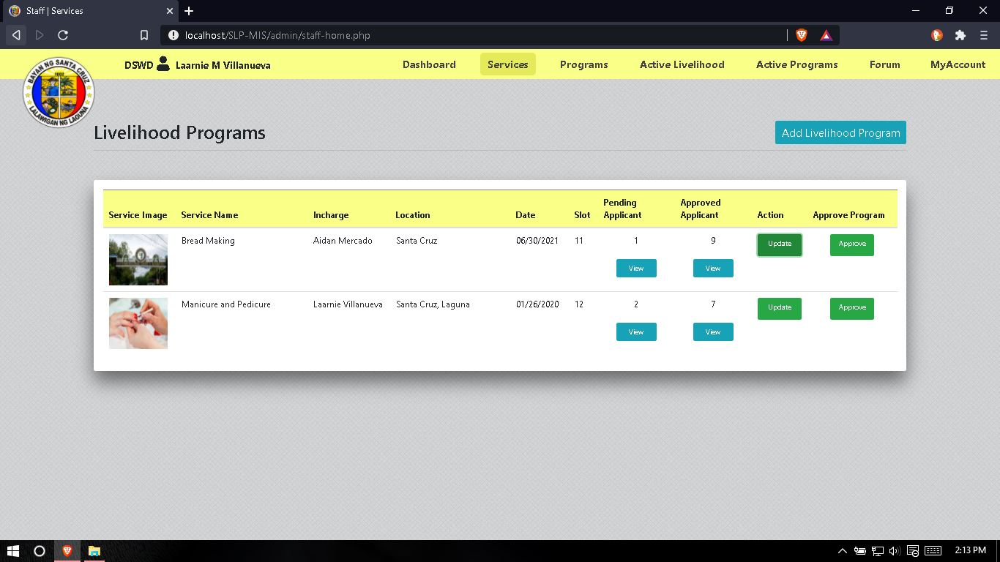 Staff | Services
localhost/SLP-MIS/admin/staff-home.php
BAYAN NG SANTA CRUZ
1602
LALAWIGAN NG LAGUNA
DSWD Laarnie M Villanueva
Dashboard Services Programs Active Livelihood Active Programs Forum MyAccount
Livelihood Programs
Add Livelihood Program
Service Image Service Name Incharge Location Date Slot Pending Applicant Approved Applicant Action Approve Program
Bread Making Aidan Mercado Santa Cruz 06/30/2021 11 1 9 Update Approve
View View
Manicure and Pedicure Laarnie Villanueva Santa Cruz, Laguna 01/26/2020 12 2 7 Update Approve
View View
2:13 PM